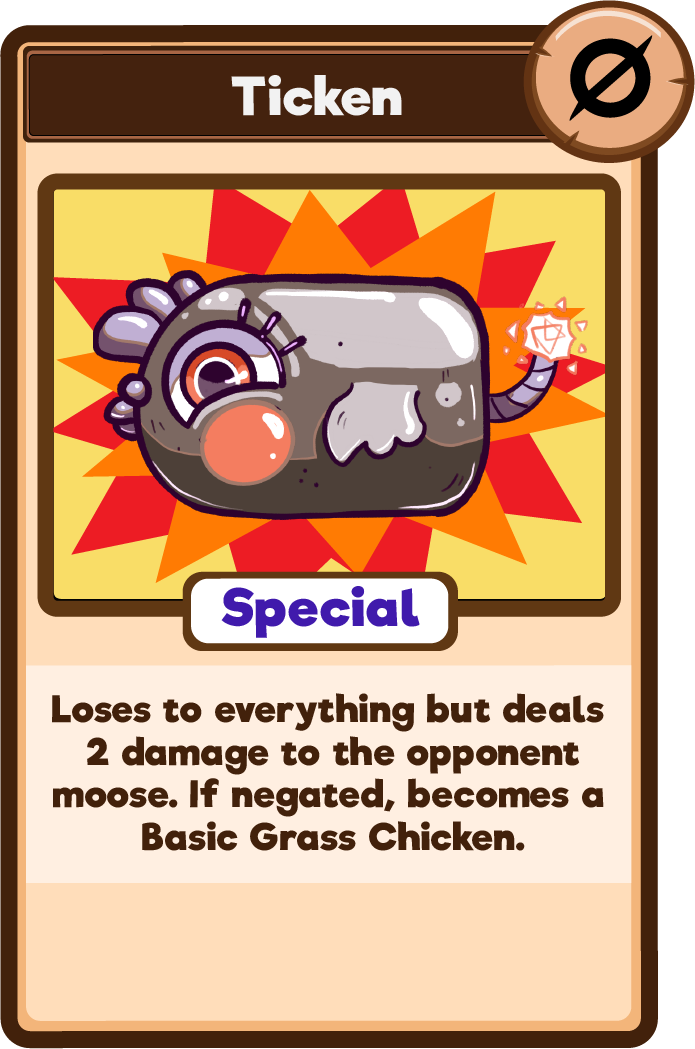 Ticken
Ø
Special
Loses to everything but deals
2 damage to the opponent
moose. If negated, becomes a
Basic Grass Chicken.